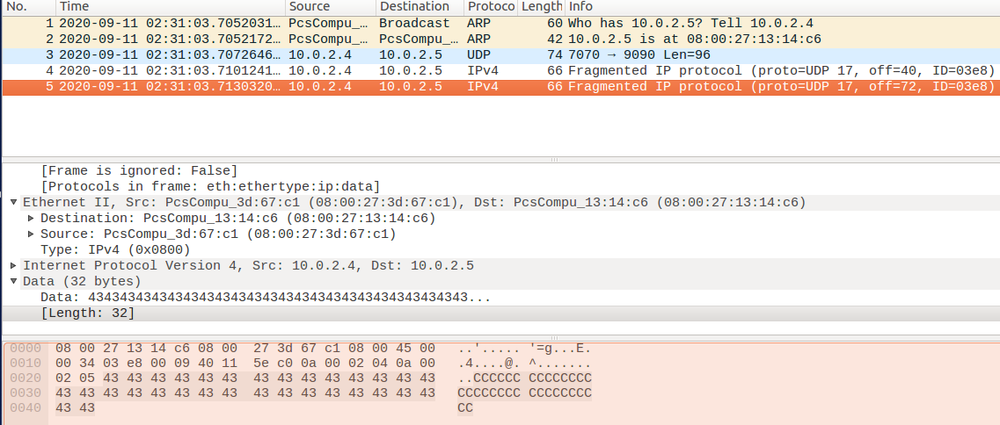 No. Time Source Destination Protoco Length Info
1 2020-09-11 02:31:03.7052031… PcsCompu_… Broadcast ARP 60 Who has 10.0.2.5? Tell 10.0.2.4
2 2020-09-11 02:31:03.7052172… PcsCompu_… PcsCompu_… ARP 42 10.0.2.5 is at 08:00:27:13:14:c6
3 2020-09-11 02:31:03.7072646… 10.0.2.4 10.0.2.5 UDP 74 7070 → 9090 Len=96
4 2020-09-11 02:31:03.7101241… 10.0.2.4 10.0.2.5 IPv4 66 Fragmented IP protocol (proto=UDP 17, off=40, ID=03e8)
5 2020-09-11 02:31:03.7130320… 10.0.2.4 10.0.2.5 IPv4 66 Fragmented IP protocol (proto=UDP 17, off=72, ID=03e8)
[Frame is ignored: False]
[Protocols in frame: eth:ethertype:ip:data]
Ethernet II, Src: PcsCompu_3d:67:c1 (08:00:27:3d:67:c1), Dst: PcsCompu_13:14:c6 (08:00:27:13:14:c6)
Destination: PcsCompu_13:14:c6 (08:00:27:13:14:c6)
Source: PcsCompu_3d:67:c1 (08:00:27:3d:67:c1)
Type: IPv4 (0x0800)
Internet Protocol Version 4, Src: 10.0.2.4, Dst: 10.0.2.5
Data (32 bytes)
Data: 434343434343434343434343434343434343434343434343...
[Length: 32]
0000 08 00 27 13 14 c6 08 00 27 3d 67 c1 08 00 45 00 ..'..... '=g...E.
0010 00 34 03 e8 00 09 40 11 5e c0 0a 00 02 04 0a 00 .4....@. ^.......
0020 02 05 43 43 43 43 43 43 43 43 43 43 43 43 43 43 ..CCCCCC CCCCCCCC
0030 43 43 43 43 43 43 43 43 43 43 43 43 43 43 43 43 CCCCCCCC CCCCCCCC
0040 43 43 CC